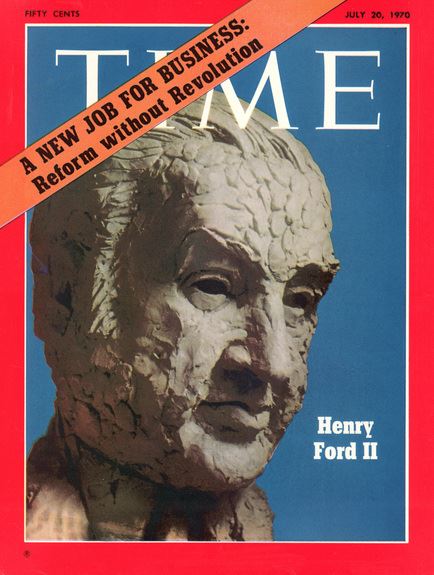 FIFTY CENTS
JULY 20, 1970
TIME
A NEW JOB FOR BUSINESS:
Reform without Revolution
Henry
Ford II
®